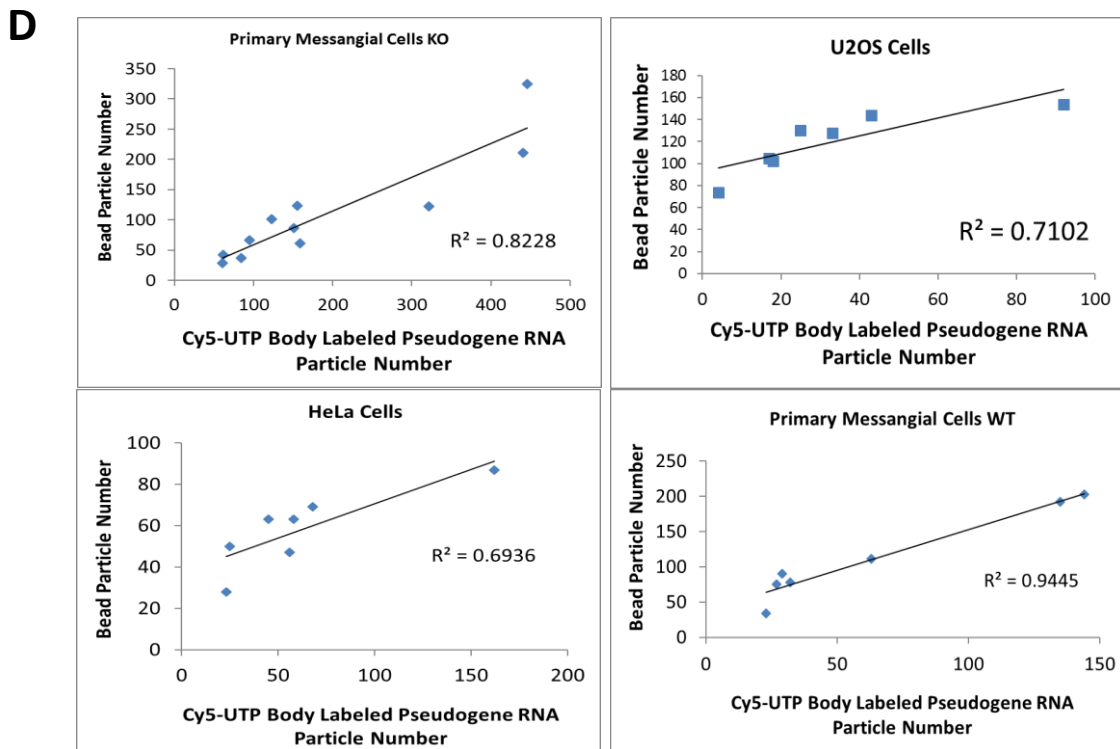 D
Primary Messangial Cells KO
Bead Particle Number
350
300
250
200
150
100
50
0
R² = 0.8228
0 100 200 300 400 500
Cy5-UTP Body Labeled Pseudogene RNA
Particle Number
U2OS Cells
Bead Particle Number
180
160
140
120
100
80
60
40
20
0
R² = 0.7102
0 20 40 60 80 100
Cy5-UTP Body Labeled Pseudogene RNA
Particle Number
HeLa Cells
Bead Particle Number
100
80
60
40
20
0
R² = 0.6936
0 50 100 150 200
Cy5-UTP Body Labeled Pseudogene RNA
Particle Number
Primary Messangial Cells WT
Bead Particle Number
250
200
150
100
50
0
R² = 0.9445
0 50 100 150
Cy5-UTP Body Labeled Pseudogene RNA
Particle Number